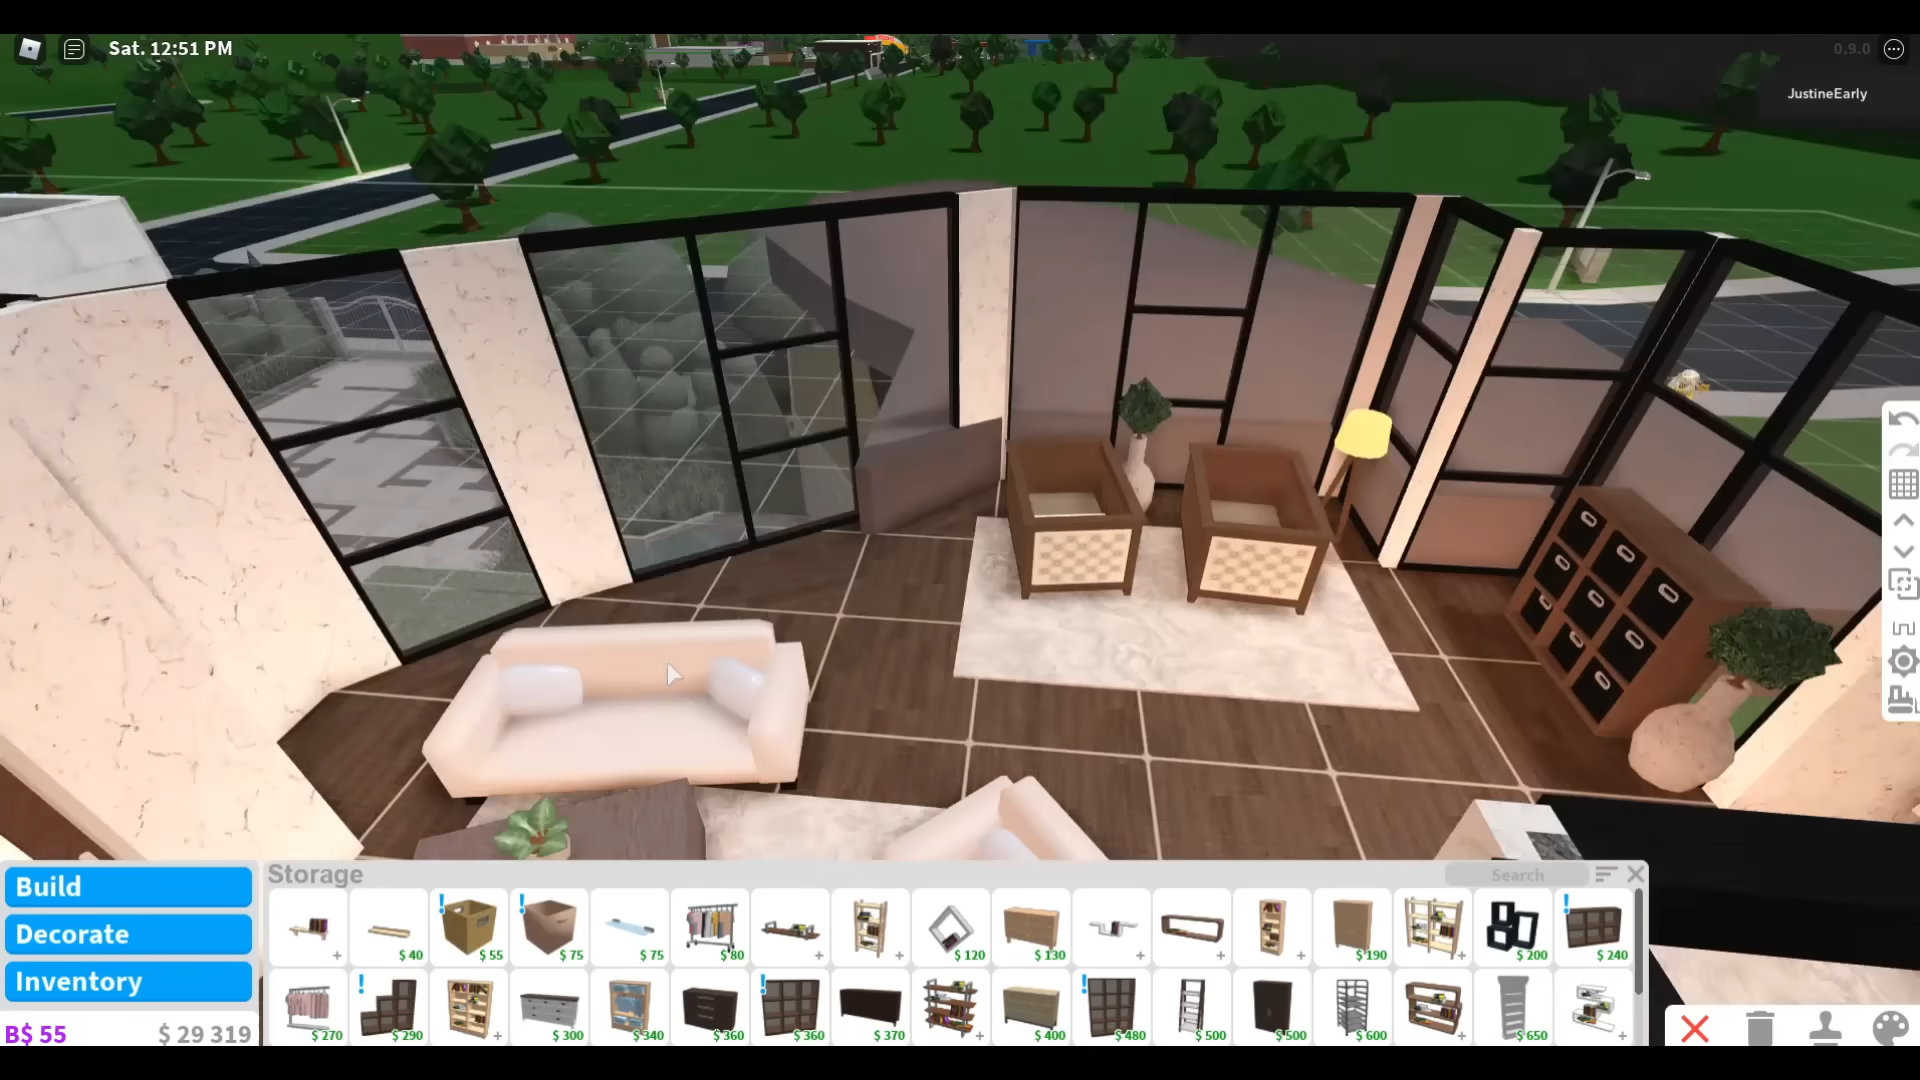 Sat. 12:51 PM
0.9.0
JustineEarly
Build
Decorate
Inventory
B$ 55
$ 29 319
Storage
Search
$ 40
$ 55
$ 75
$ 75
$ 80
$ 120
$ 130
$ 190
$ 200
$ 240
$ 270
$ 290
$ 300
$ 340
$ 360
$ 360
$ 370
$ 400
$ 480
$ 500
$ 500
$ 600
$ 650